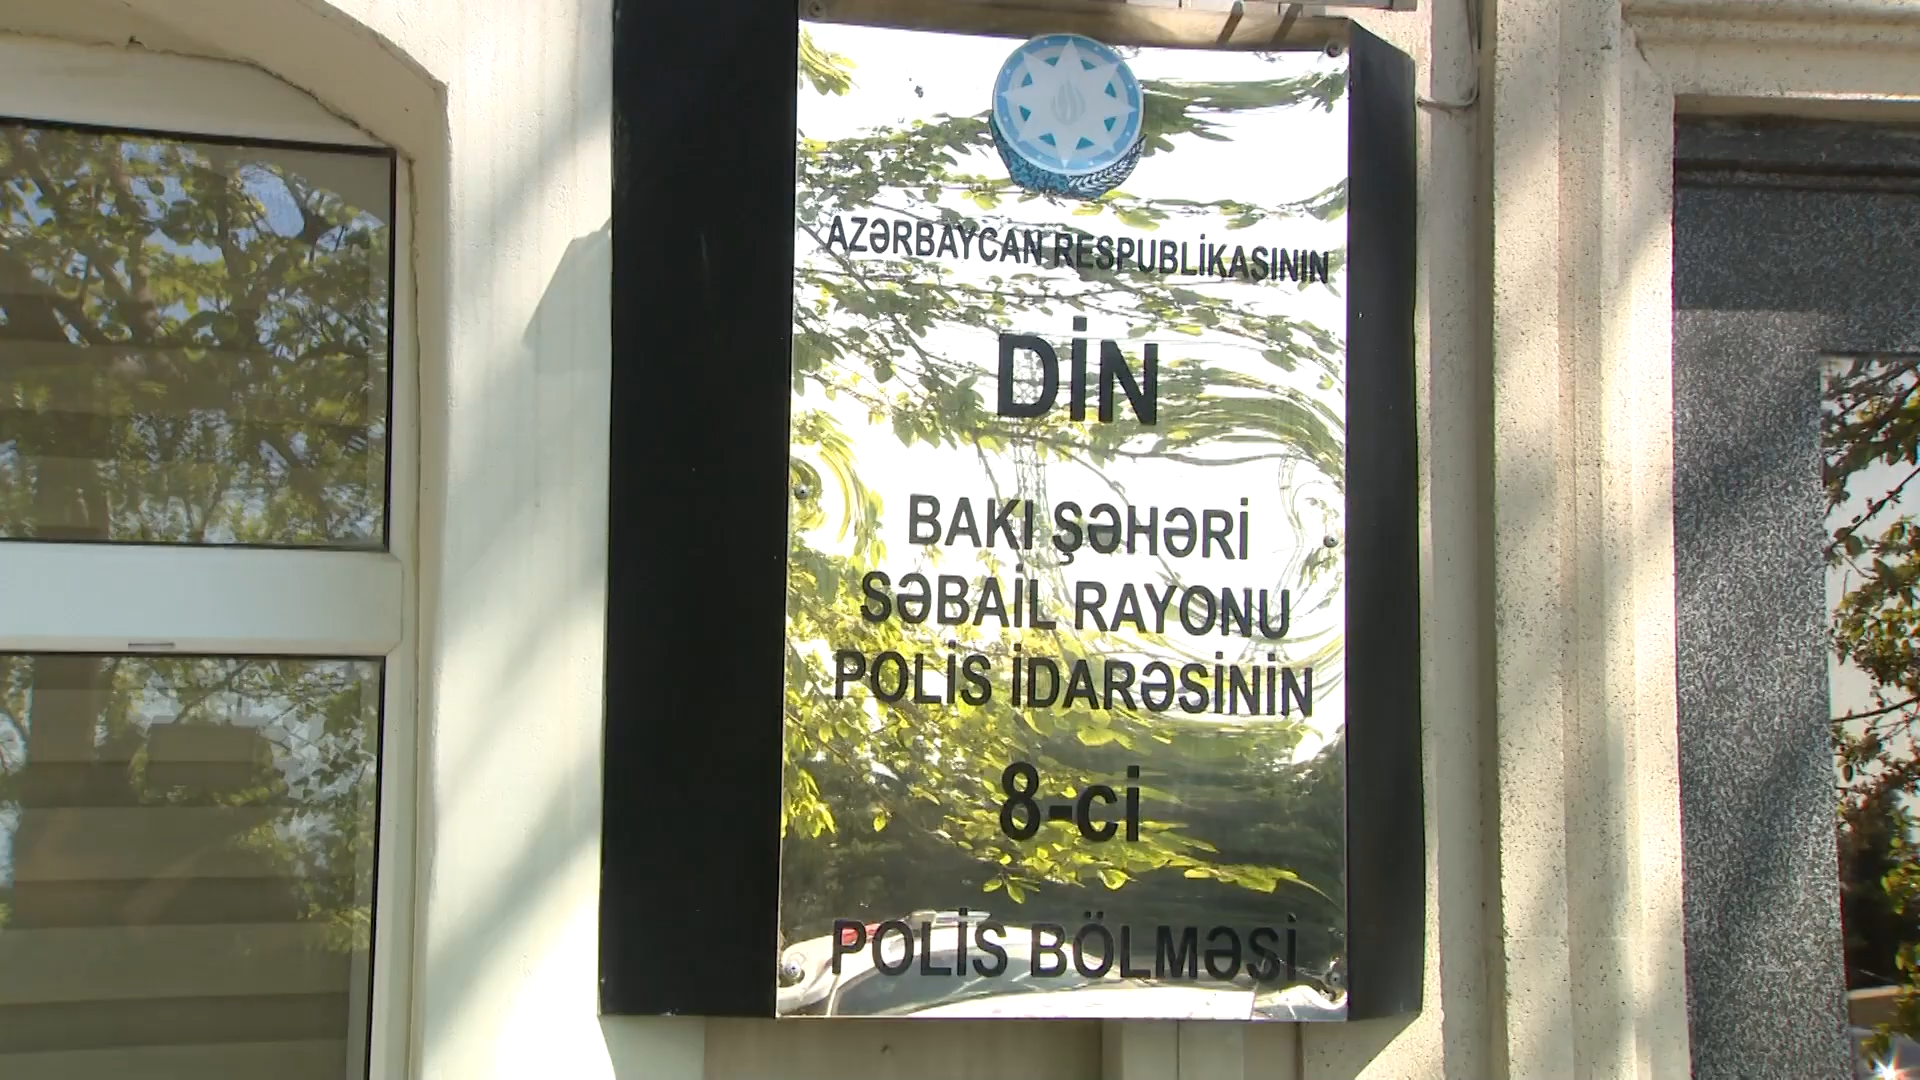 AZƏRBAYCAN RESPUBLİKASININ
DİN
BAKI ŞƏHƏRİ
SƏBAİL RAYONU
POLİS İDARƏSİNİN
8-ci
POLİS BÖLMƏSİ